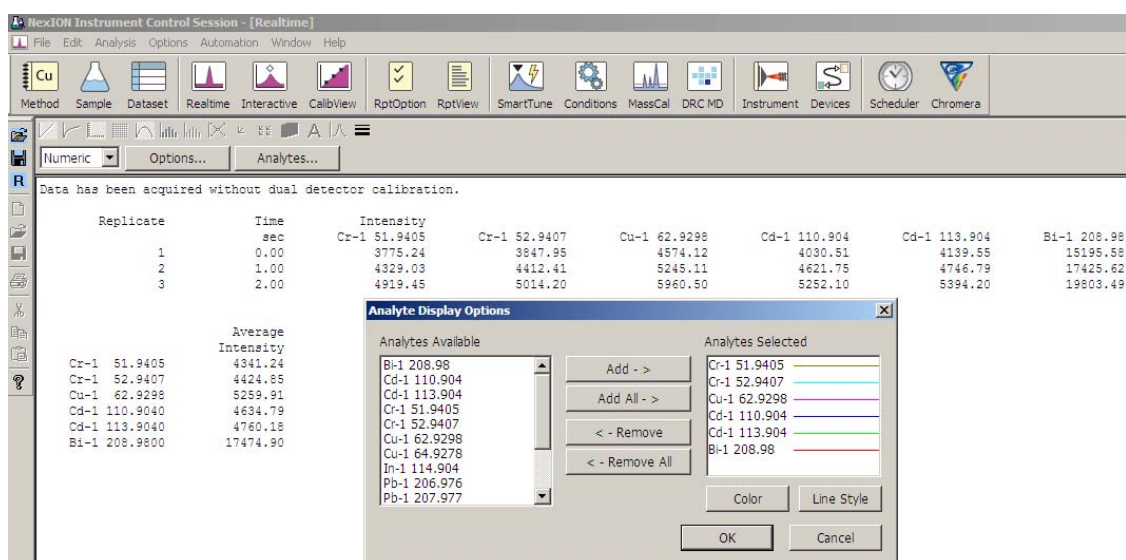 NexION Instrument Control Session - [Realtime]
File Edit Analysis Options Automation Window Help
Cu
Method Sample Dataset Realtime Interactive CalibView RptOption RptView SmartTune Conditions MassCal DRC MD Instrument Devices Scheduler Chromera
Numeric Options... Analytes...
R
Data has been acquired without dual detector calibration.
Replicate Time Intensity
sec Cr-1 51.9405 Cr-1 52.9407 Cu-1 62.9298 Cd-1 110.904 Cd-1 113.904 Bi-1 208.98
1 0.00 3775.24 3847.95 4574.12 4030.51 4139.55 15195.58
2 1.00 4329.03 4412.41 5245.11 4621.75 4746.79 17425.62
3 2.00 4919.45 5014.20 5960.50 5252.10 5394.20 19803.49
Average
Intensity
Cr-1 51.9405 4341.24
Cr-1 52.9407 4424.85
Cu-1 62.9298 5259.91
Cd-1 110.9040 4634.79
Cd-1 113.9040 4760.18
Bi-1 208.9800 17474.90
Analyte Display Options
Analytes Available
Bi-1 208.98
Cd-1 110.904
Cd-1 113.904
Cr-1 51.9405
Cr-1 52.9407
Cu-1 62.9298
Cu-1 64.9278
In-1 114.904
Pb-1 206.976
Pb-1 207.977
Add - >
Add All - >
< - Remove
< - Remove All
Analytes Selected
Cr-1 51.9405
Cr-1 52.9407
Cu-1 62.9298
Cd-1 110.904
Cd-1 113.904
Bi-1 208.98
Color Line Style
OK Cancel